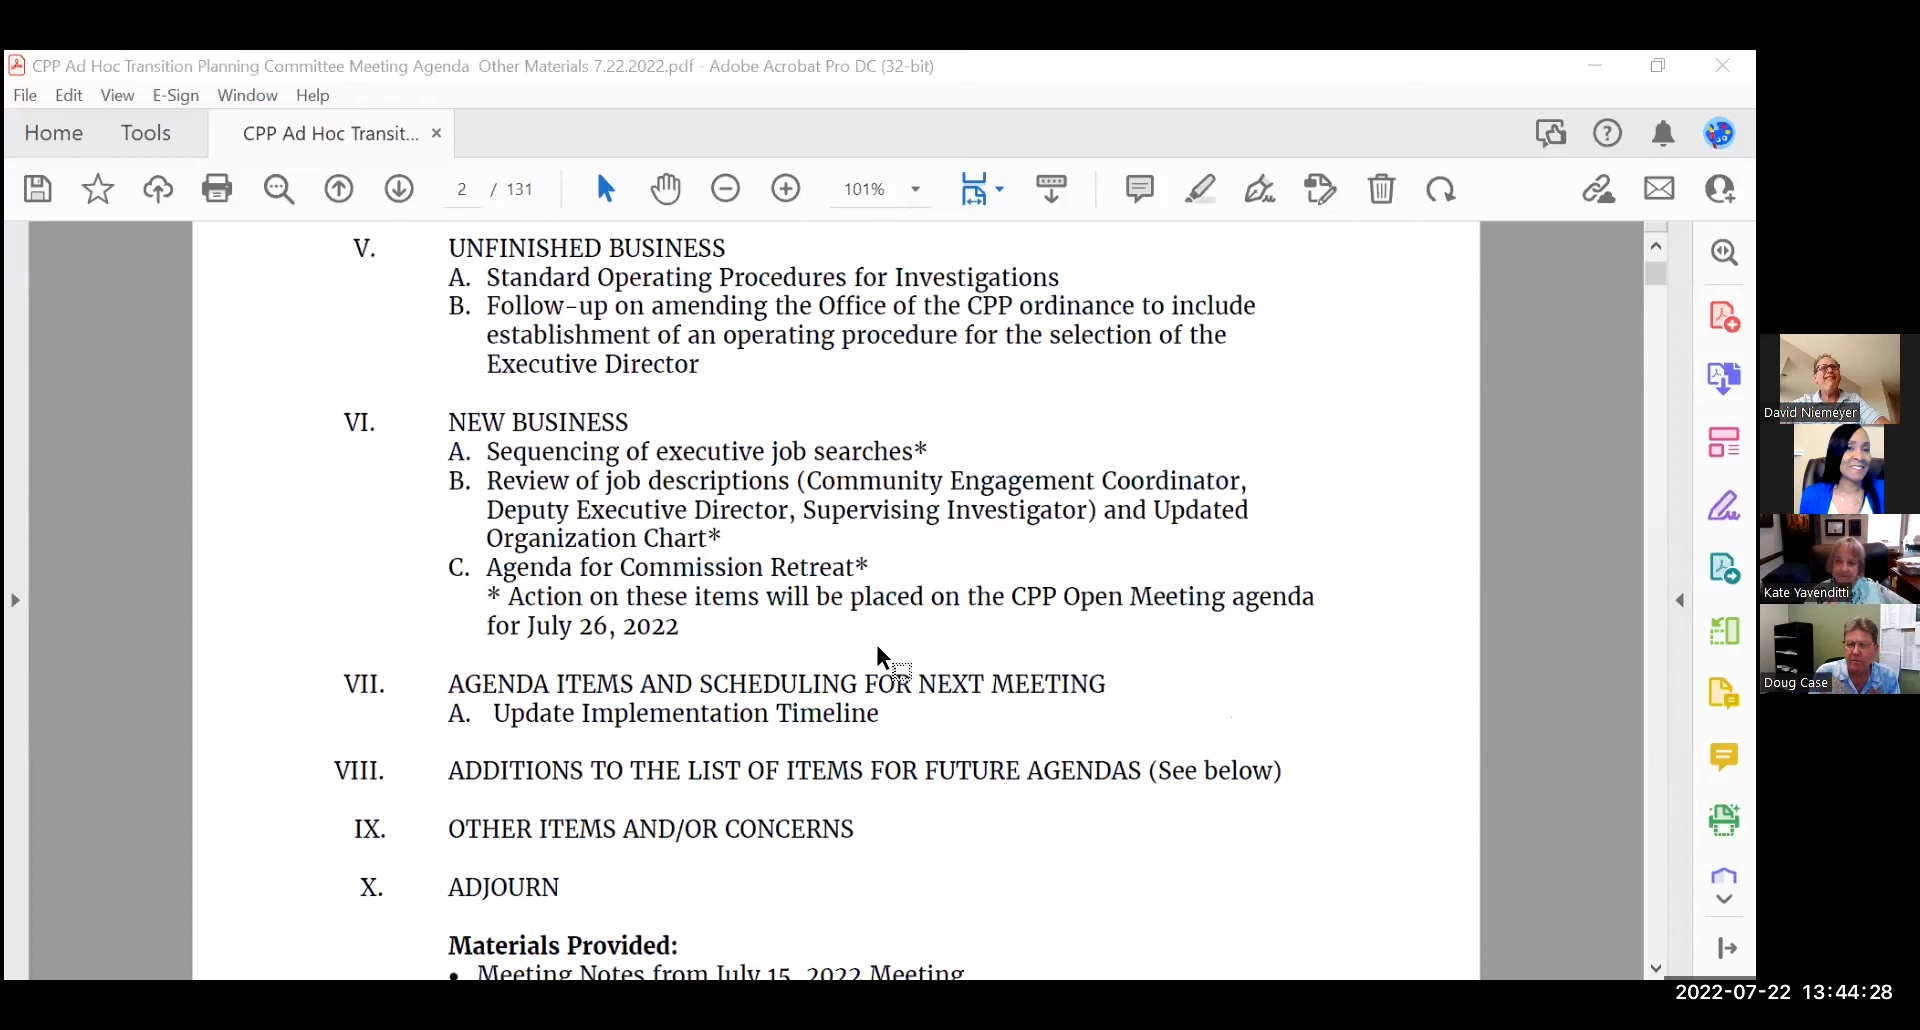 CPP Ad Hoc Transition Planning Committee Meeting Agenda  Other Materials 7.22.2022.pdf - Adobe Acrobat Pro DC (32-bit)
File Edit View E-Sign Window Help
Home Tools CPP Ad Hoc Transit... ×
2 / 131 101%
V. UNFINISHED BUSINESS
A. Standard Operating Procedures for Investigations
B. Follow-up on amending the Office of the CPP ordinance to include
establishment of an operating procedure for the selection of the
Executive Director
VI. NEW BUSINESS
A. Sequencing of executive job searches*
B. Review of job descriptions (Community Engagement Coordinator,
Deputy Executive Director, Supervising Investigator) and Updated
Organization Chart*
C. Agenda for Commission Retreat*
* Action on these items will be placed on the CPP Open Meeting agenda
for July 26, 2022
VII. AGENDA ITEMS AND SCHEDULING FOR NEXT MEETING
A. Update Implementation Timeline
VIII. ADDITIONS TO THE LIST OF ITEMS FOR FUTURE AGENDAS (See below)
IX. OTHER ITEMS AND/OR CONCERNS
X. ADJOURN
Materials Provided:
• Meeting Notes from July 15, 2022 Meeting
David Niemeyer
Kate Yavenditti
Doug Case
2022-07-22 13:44:28